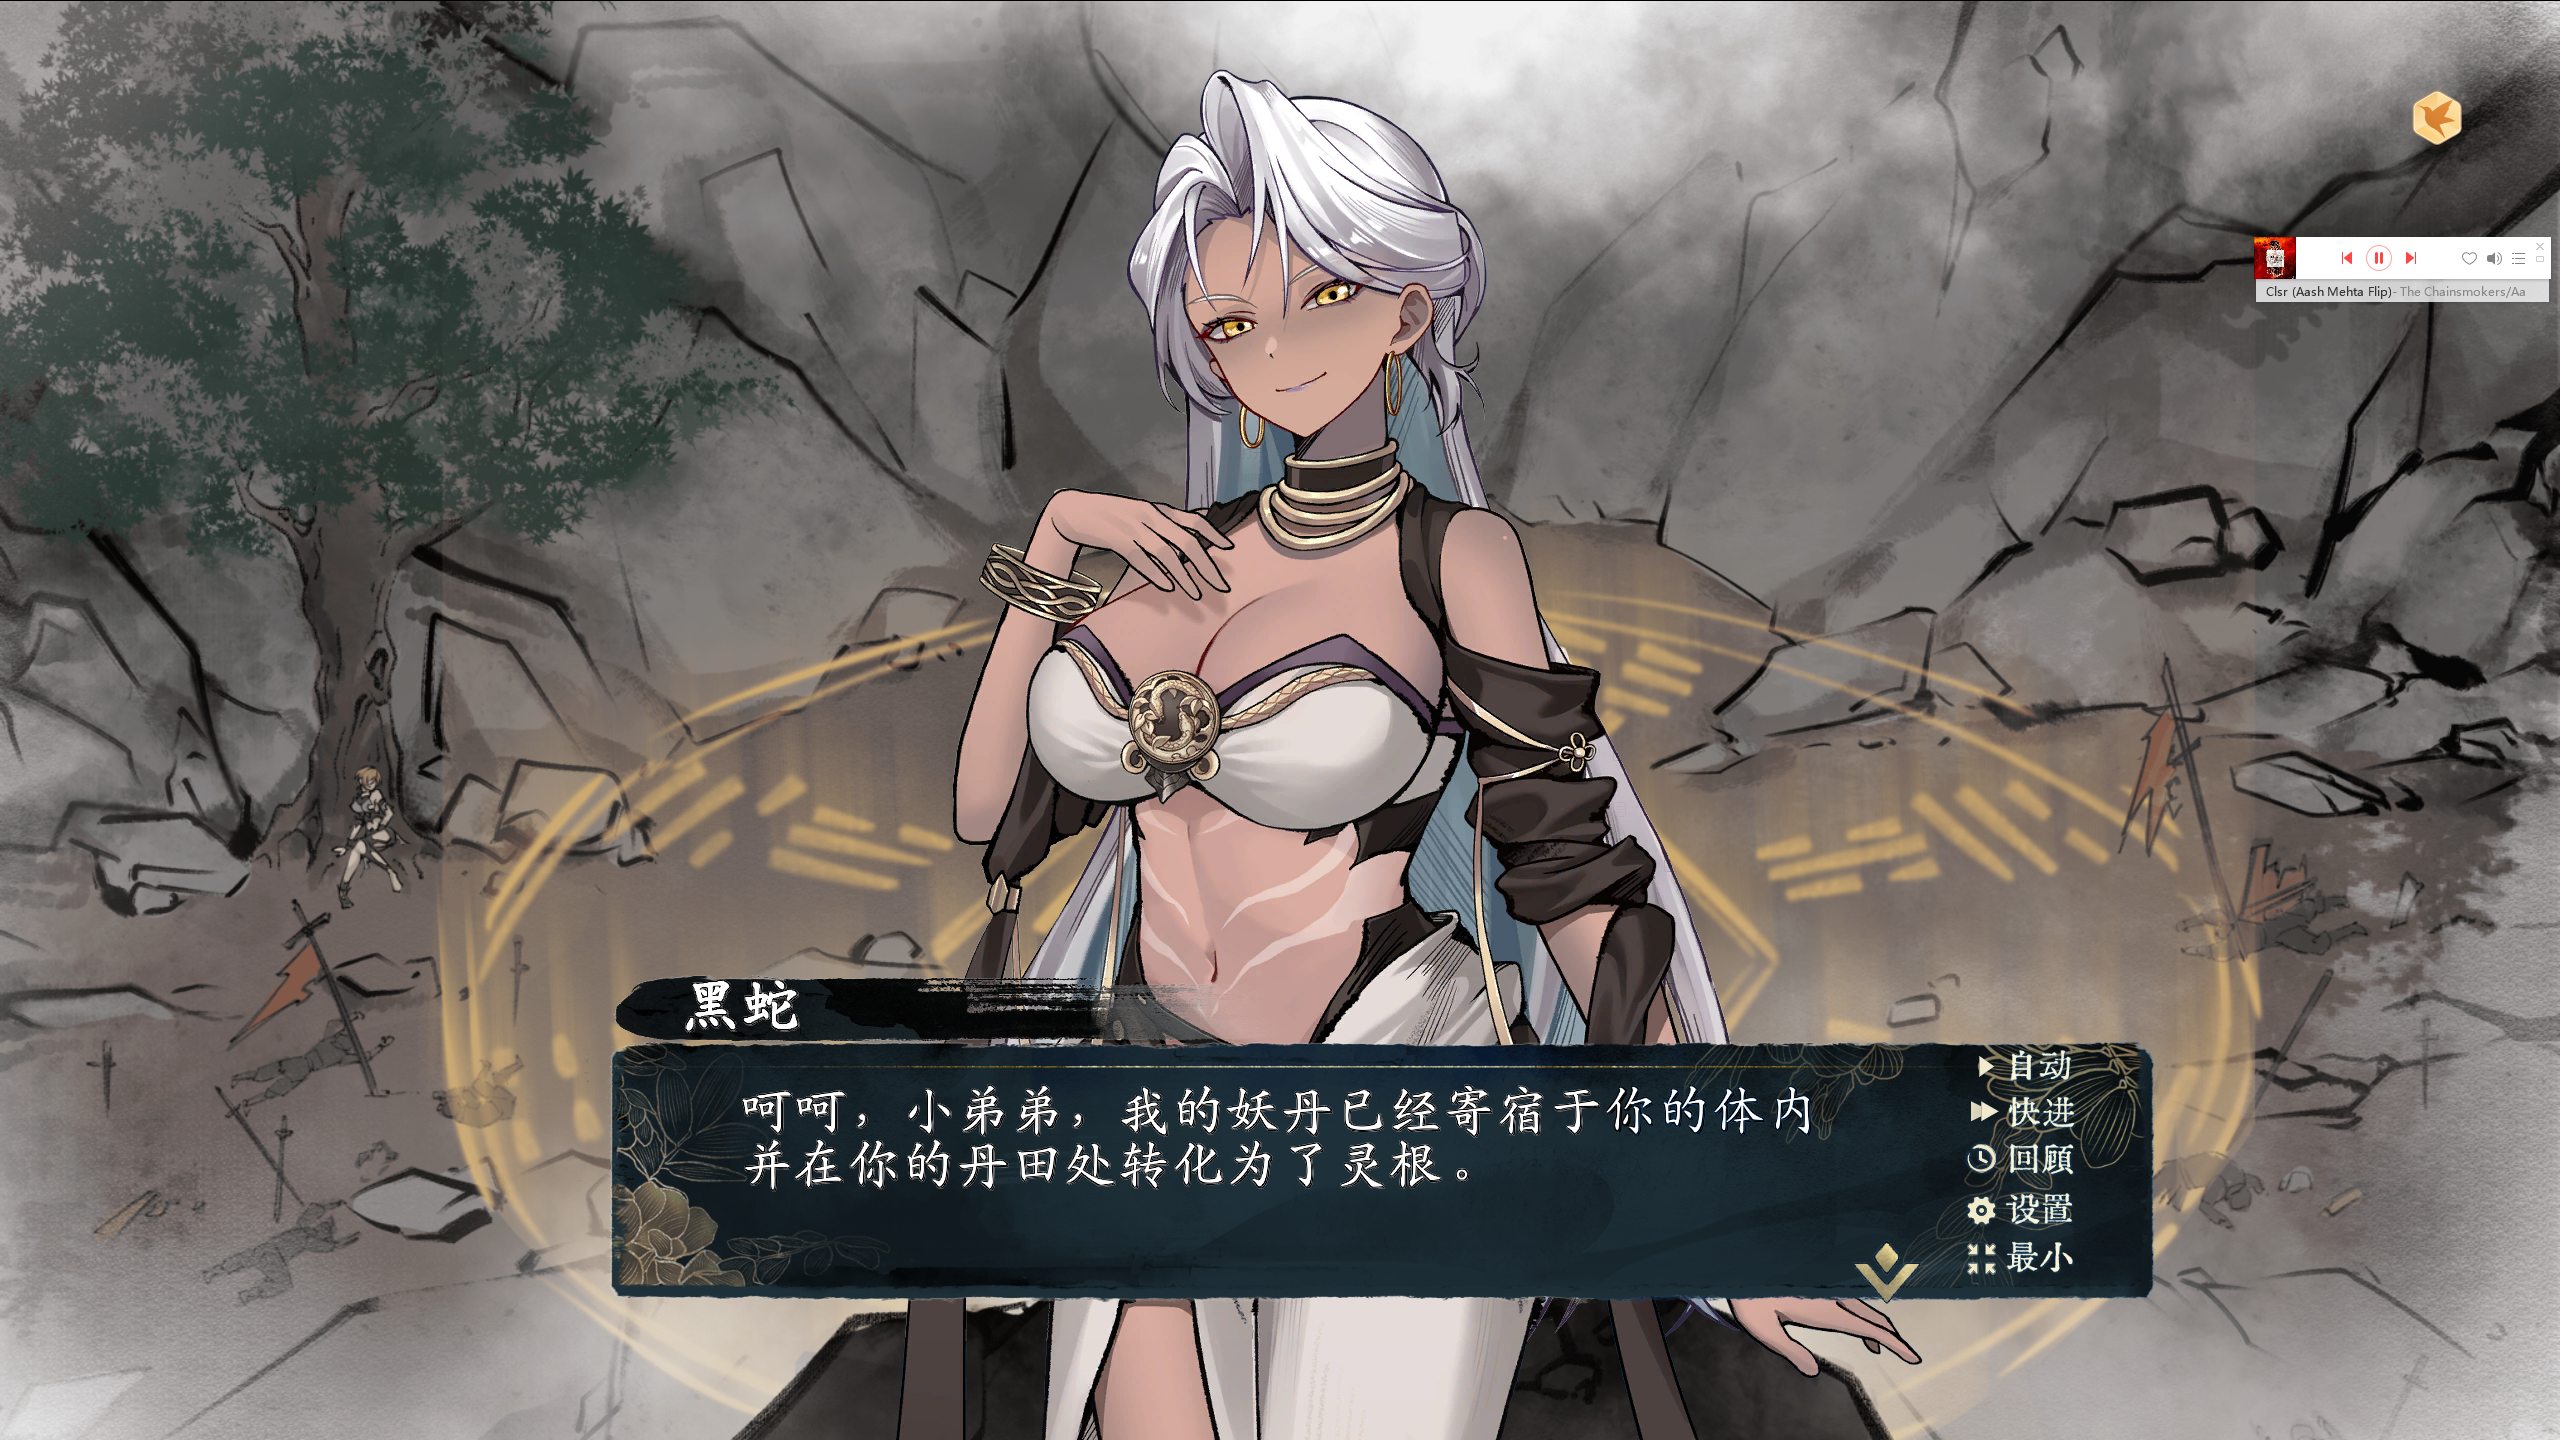 Clsr (Aash Mehta Flip) - The Chainsmokers/Aa
黑蛇
呵呵，小弟弟，我的妖丹已经寄宿于你的体内
并在你的丹田处转化为了灵根。
自动
快进
回顾
设置
最小